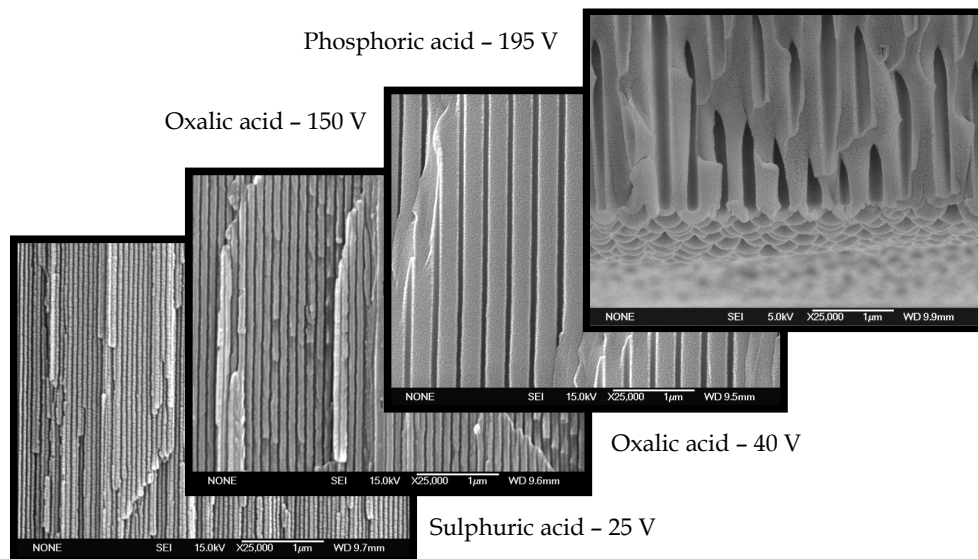 Phosphoric acid – 195 V
Oxalic acid – 150 V
NONE SEI 5.0kV X25,000 1µm WD 9.9mm
NONE SEI 15.0kV X25,000 1µm WD 9.5mm
Oxalic acid – 40 V
NONE SEI 15.0kV X25,000 1µm WD 9.6mm
Sulphuric acid – 25 V
NONE SEI 15.0kV X25,000 1µm WD 9.7mm